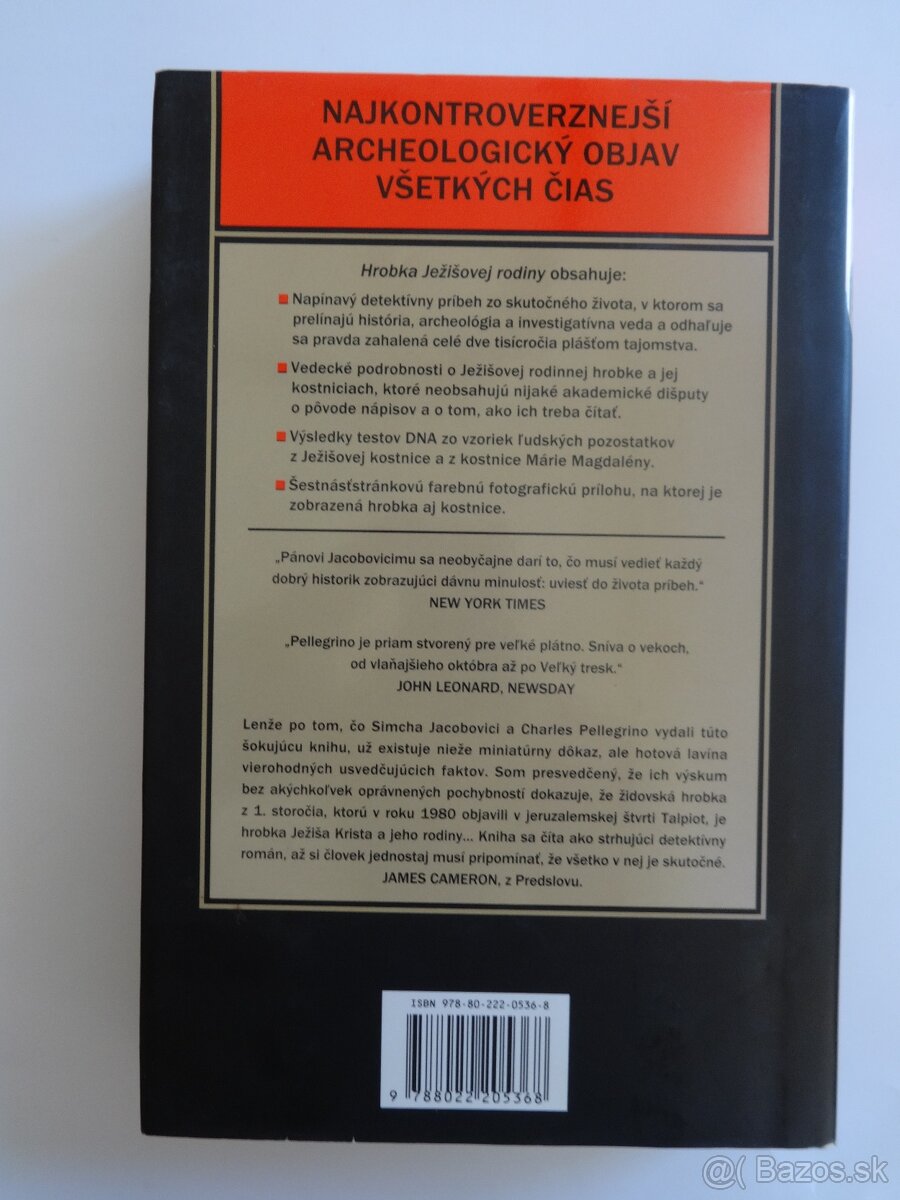 NAJKONTROVERZNEJŠÍ
ARCHEOLOGICKÝ OBJAV
VŠETKÝCH ČIAS
Hrobka Ježišovej rodiny obsahuje:
Napínavý detektívny príbeh zo skutočného života, v ktorom sa
prelínajú história, archeológia a investigatívna veda a odhaľuje
sa pravda zahalená celé dve tisícročia plášťom tajomstva.
Vedecké podrobnosti o Ježišovej rodinnej hrobke a jej
kostniciach, ktoré neobsahujú nijaké akademické dišputy
o pôvode nápisov a o tom, ako ich treba čítať.
Výsledky testov DNA zo vzoriek ľudských pozostatkov
z Ježišovej kostnice a z kostnice Márie Magdalény.
Šestnásťstránkovú farebnú fotografickú prílohu, na ktorej je
zobrazená hrobka aj kostnice.
„Pánovi Jacobovicimu sa neobyčajne darí to, čo musí vedieť každý
dobrý historik zobrazujúci dávnu minulosť: uviesť do života príbeh.“
NEW YORK TIMES
„Pellegrino je priam stvorený pre veľké plátno. Sníva o vekoch,
od vlaňajšieho októbra až po Veľký tresk.“
JOHN LEONARD, NEWSDAY
Lenže po tom, čo Simcha Jacobovici a Charles Pellegrino vydali túto
šokujúcu knihu, už existuje nieže miniatúrny dôkaz, ale hotová lavína
vierohodných usvedčujúcich faktov. Som presvedčený, že ich výskum
bez akýchkoľvek oprávnených pochybností dokazuje, že židovská hrobka
z 1. storočia, ktorú v roku 1980 objavili v jeruzalemskej štvrti Talpiot, je
hrobka Ježiša Krista a jeho rodiny... Kniha sa číta ako strhujúci detektívny
román, až si človek jednostaj musí pripomínať, že všetko v nej je skutočné.
JAMES CAMERON, z Predslovu.
ISBN 978-80-222-0536-8
9 788022 205368
@( Bazos.sk